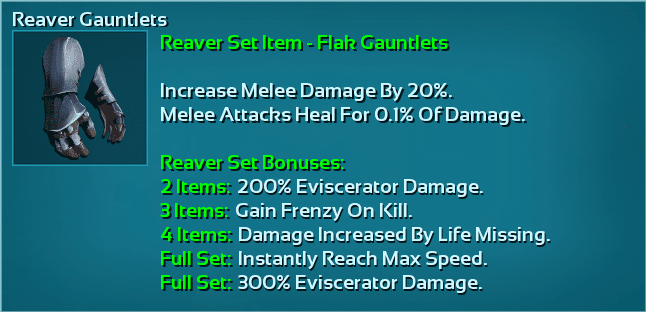 Reaver Gauntlets
Reaver Set Item - Flak Gauntlets
Increase Melee Damage By 20%.
Melee Attacks Heal For 0.1% Of Damage.
Reaver Set Bonuses:
2 Items: 200% Eviscerator Damage.
3 Items: Gain Frenzy On Kill.
4 Items: Damage Increased By Life Missing.
Full Set: Instantly Reach Max Speed.
Full Set: 300% Eviscerator Damage.